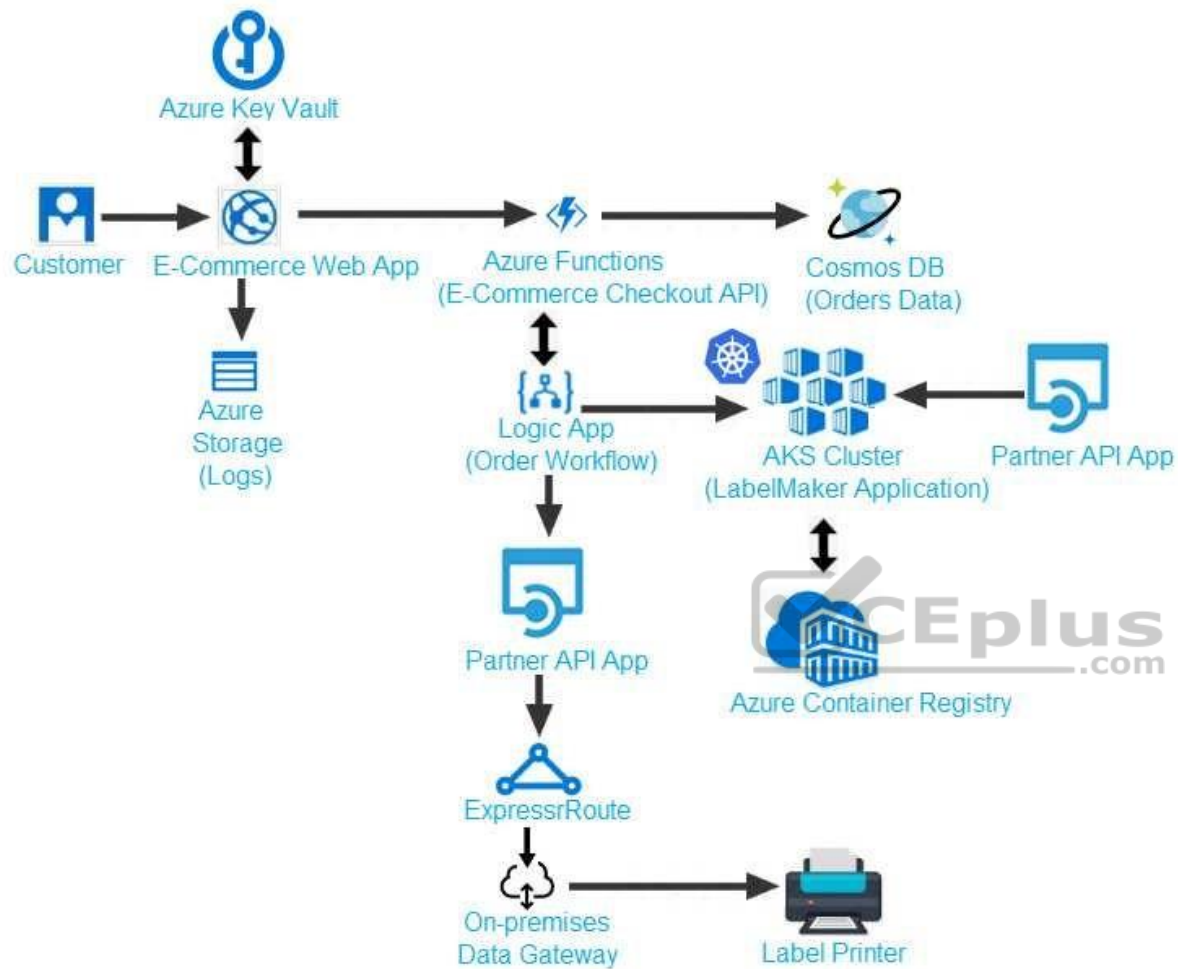 Azure Key Vault
Customer
E-Commerce Web App
Azure Functions
(E-Commerce Checkout API)
Cosmos DB
(Orders Data)
Azure
Storage
(Logs)
Logic App
(Order Workflow)
AKS Cluster
(LabelMaker Application)
Partner API App
Partner API App
Azure Container Registry
CEplus
.com
ExpressrRoute
On-premises
Data Gateway
Label Printer